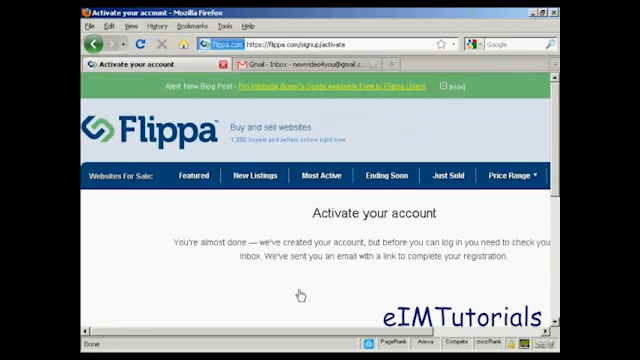 Activate your account - Mozilla Firefox
File Edit View History Bookmarks Tools Help
flippa.com https://flippa.com/signup/activate Google
Activate your account Gmail - Inbox - newvideo4you@gmail.c...
Alert New Blog Post - Pro Website Buyer's Guide Available Free to Flippa Users [hide]
Flippa Buy and sell websites.
1,392 buyers and sellers online right now
Websites For Sale: Featured New Listings Most Active Ending Soon Just Sold Price Range
Activate your account
You're almost done — we've created your account, but before you can log in you need to check you
inbox. We've sent you an email with a link to complete your registration.
eIMTutorials
Done PageRank Alexa Compete mozRank